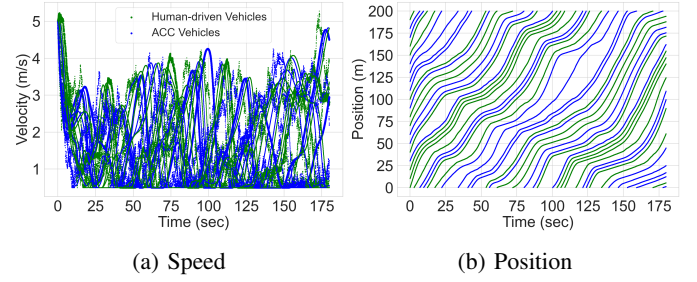 Human-driven Vehicles
ACC Vehicles
Velocity (m/s)
5
4
3
2
1
0 25 50 75 100 125 150 175
Time (sec)
(a) Speed
Position (m)
200
175
150
125
100
75
50
25
0
0 25 50 75 100 125 150 175
Time (sec)
(b) Position